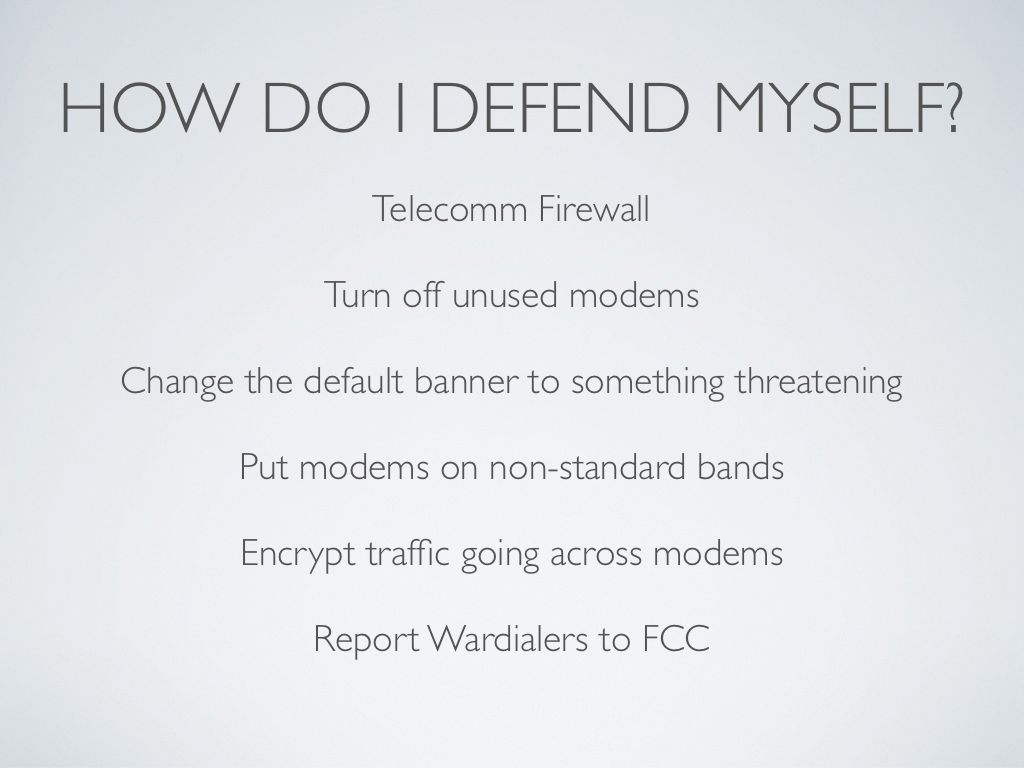 HOW DO I DEFEND MYSELF?
Telecomm Firewall
Turn off unused modems
Change the default banner to something threatening
Put modems on non-standard bands
Encrypt traffic going across modems
Report Wardialers to FCC